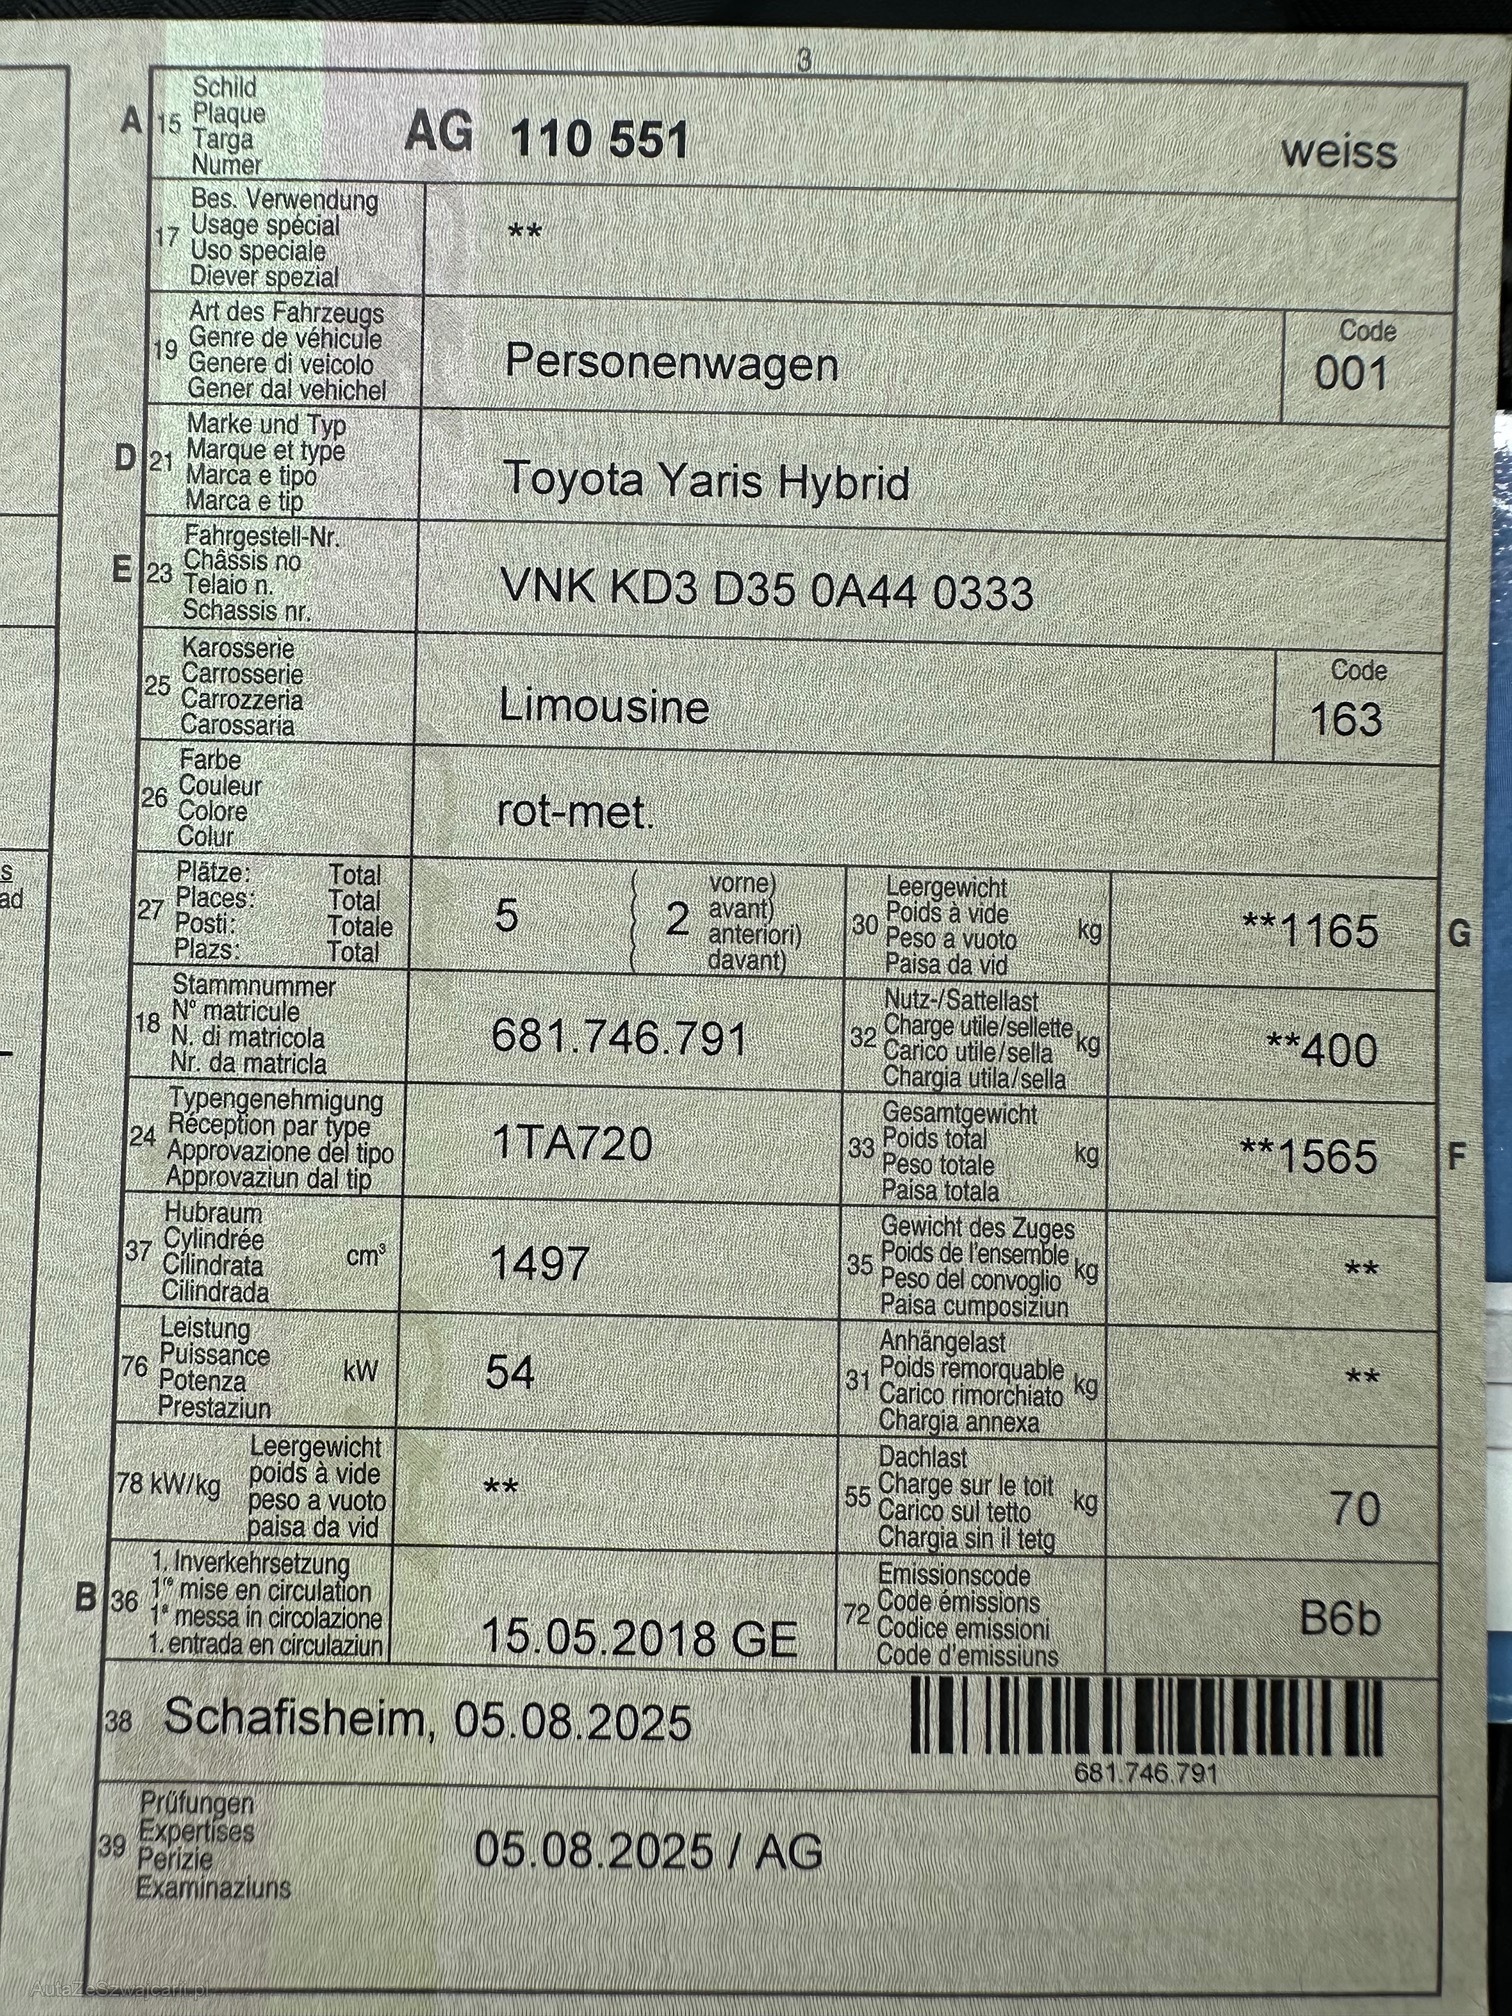 3
A 15 Schild
Plaque
Targa
Numer
AG 110 551 weiss
17 Bes. Verwendung
Usage spécial
Uso speciale
Diever spezial
**
19 Art des Fahrzeugs
Genre de véhicule
Genere di veicolo
Gener dal vehichel
Personenwagen
Code
001
D 21 Marke und Typ
Marque et type
Marca e tipo
Marca e tip
Toyota Yaris Hybrid
E 23 Fahrgestell-Nr.
Châssis no
Telaio n.
Schassis nr.
VNK KD3 D35 0A44 0333
25 Karosserie
Carrosserie
Carrozzeria
Carossaria
Limousine
Code
163
26 Farbe
Couleur
Colore
Colur
rot-met.
27 Plätze: Total
Places: Total
Posti: Totale
Plazs: Total
5 ( 2 vorne)
( avant)
( anteriori)
( davant)
30 Leergewicht
Poids à vide
Peso a vuoto
Paisa da vid
kg
**1165 G
18 Stammnummer
N° matricule
N. di matricola
Nr. da matricla
681.746.791
32 Nutz-/Sattellast
Charge utile/sellette
Carico utile/sella
Chargia utila/sella
kg
**400
24 Typengenehmigung
Réception par type
Approvazione del tipo
Approvaziun dal tip
1TA720
33 Gesamtgewicht
Poids total
Peso totale
Paisa totala
kg
**1565 F
37 Hubraum
Cylindrée
Cilindrata
Cilindrada
cm³
1497
35 Gewicht des Zuges
Poids de l'ensemble
Peso del convoglio
Paisa cumposiziun
kg
**
76 Leistung
Puissance
Potenza
Prestaziun
kW
54
31 Anhängelast
Poids remorquable
Carico rimorchiato
Chargia annexa
kg
**
78 kW/kg Leergewicht
poids à vide
peso a vuoto
paisa da vid
**
55 Dachlast
Charge sur le toit
Carico sul tetto
Chargia sin il tetg
kg
70
B 36 1. Inverkehrsetzung
1re mise en circulation
1a messa in circolazione
1. entrada en circulaziun
15.05.2018 GE
72 Emissionscode
Code émissions
Codice emissioni
Code d'emissiuns
B6b
38 Schafisheim, 05.08.2025
681.746.791
39 Prüfungen
Expertises
Perizie
Examinaziuns
05.08.2025 / AG
AutaZeSzwajcarii.pl
s
ad